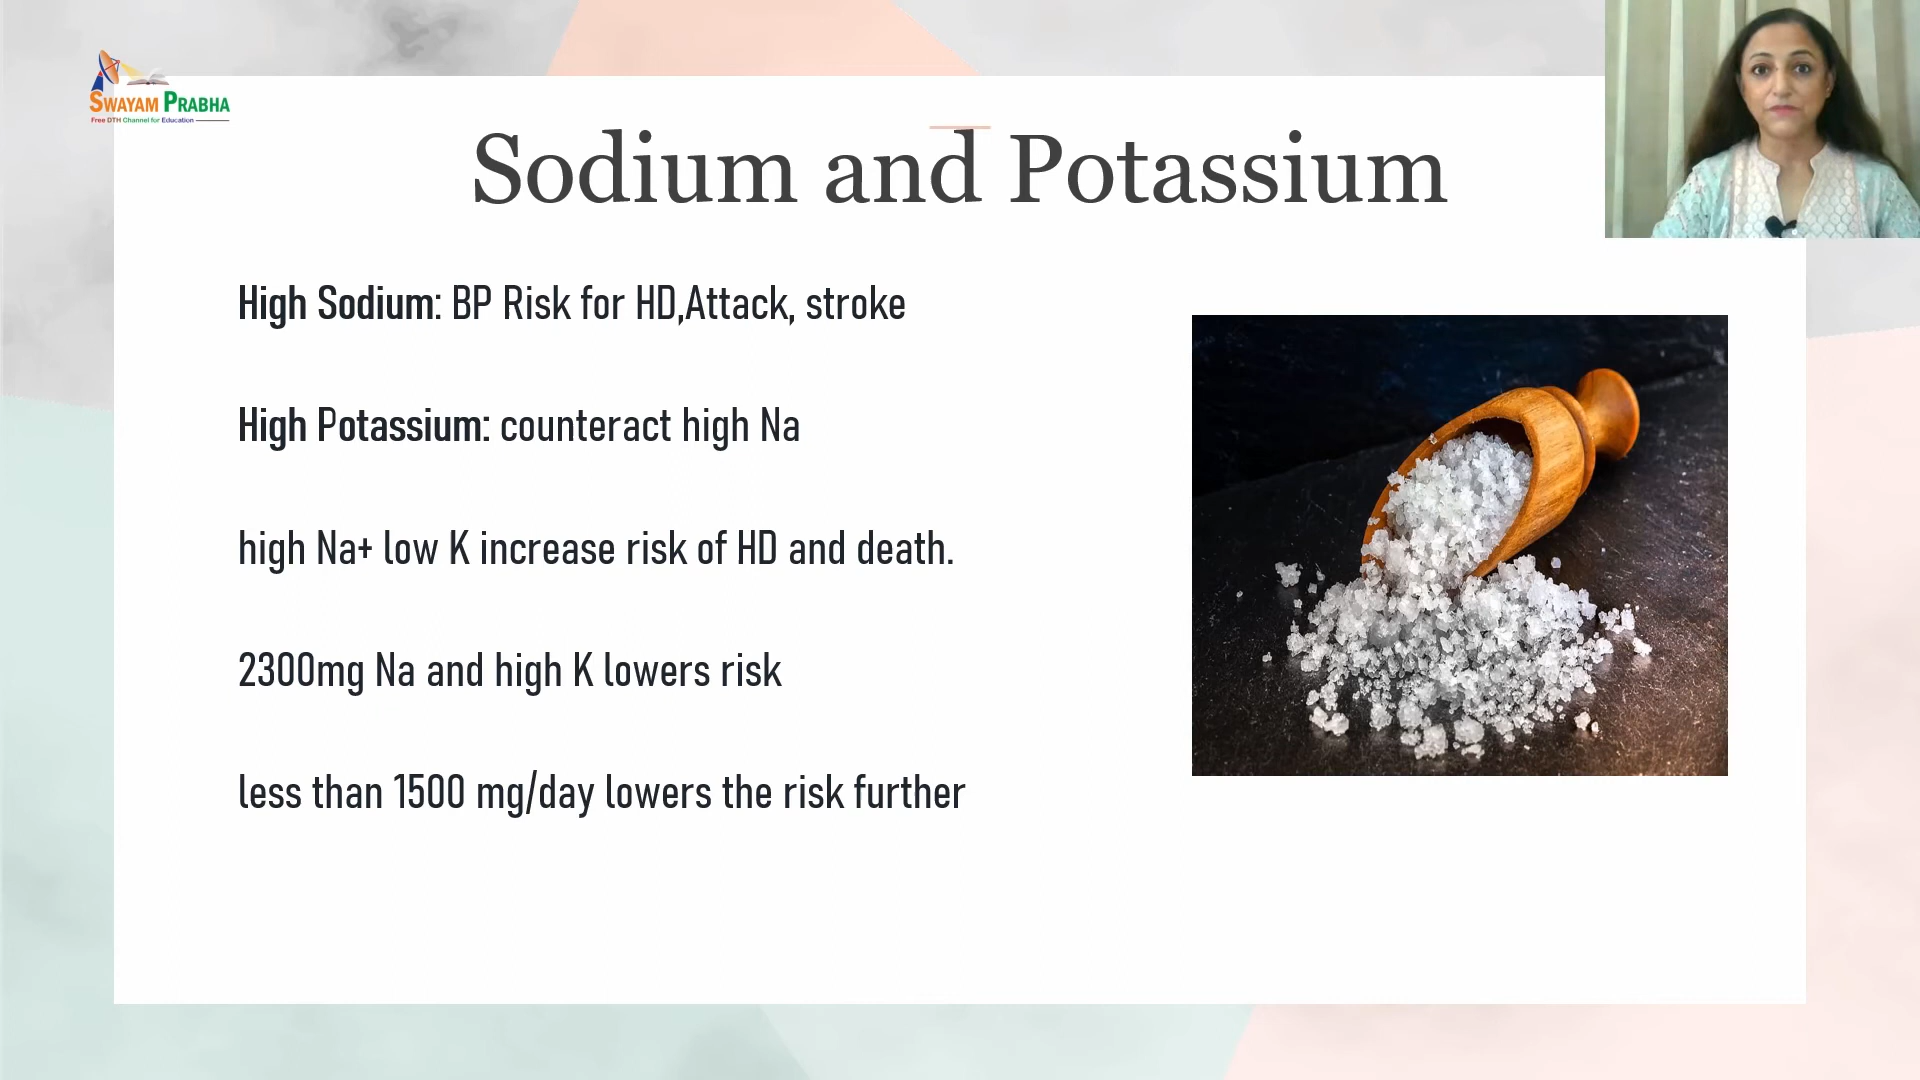 SWAYAM PRABHA
Free DTH Channel for Education
Sodium and Potassium
High Sodium: BP Risk for HD,Attack, stroke
High Potassium: counteract high Na
high Na+ low K increase risk of HD and death.
2300mg Na and high K lowers risk
less than 1500 mg/day lowers the risk further